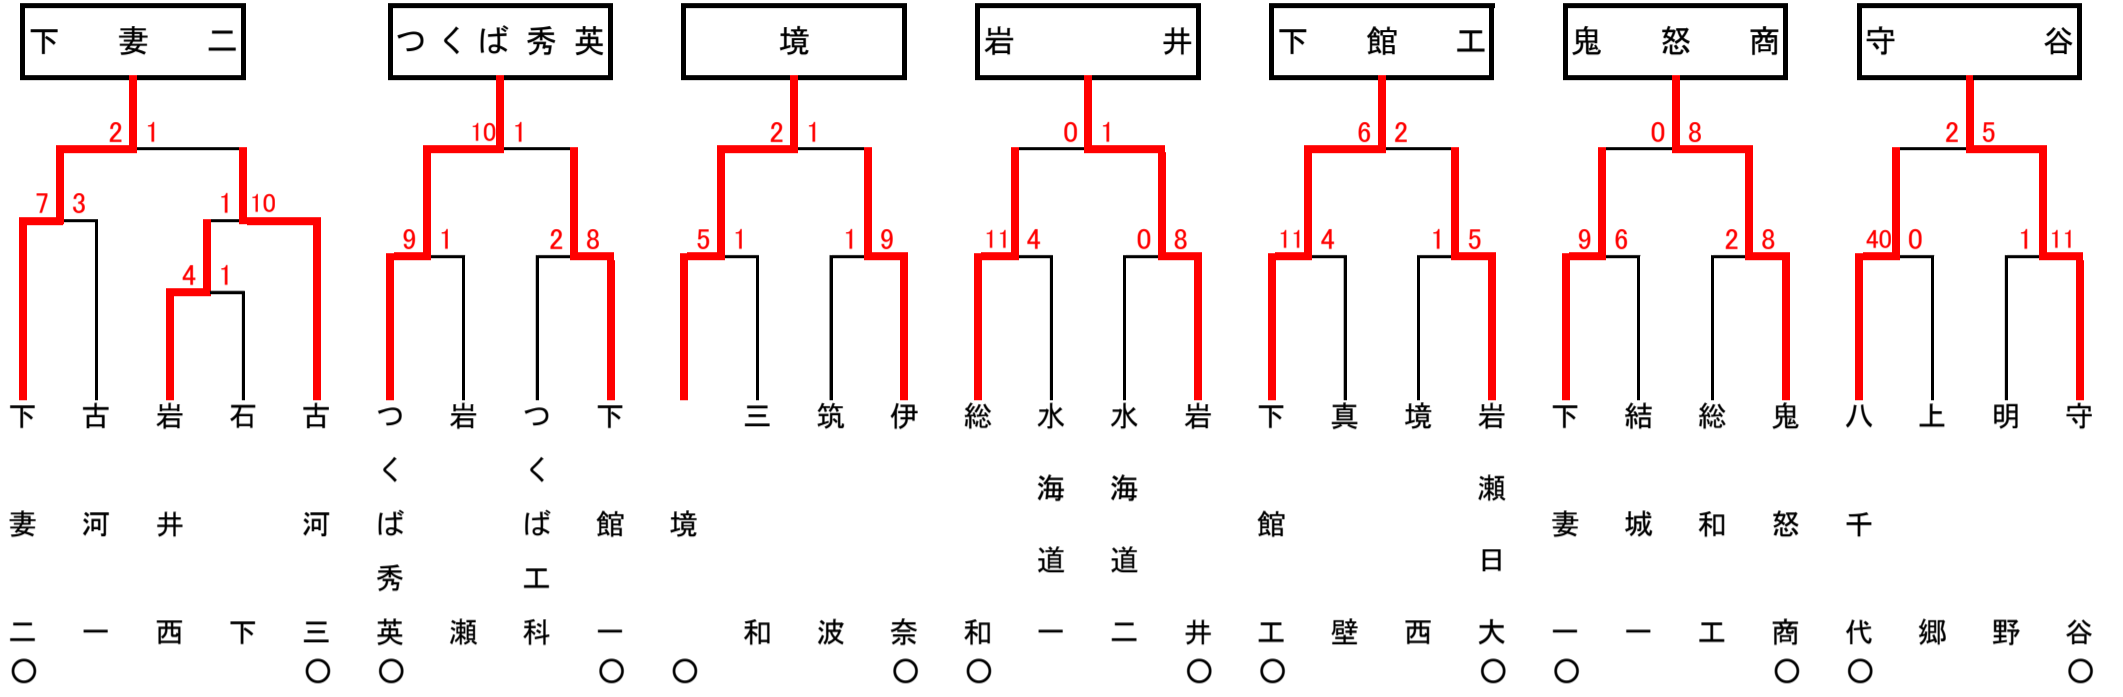 下妻二 つくば秀英 境 岩井 下館工 鬼怒商 守谷
2 1 10 1 2 1 0 1 6 2 0 8 2 5
7 3 1 10
9 1 2 8 5 1 1 9 11 4 0 8 11 4 1 5 9 6 2 8 40 0 1 11
4 1
下妻二
古河一
岩井西
石下
古河三
つくば秀英
岩瀬
つくば工科
下館一
境
三和
筑波
伊奈
総和
水海道一
水海道二
岩井
下館工
真壁
境西
岩瀬日大
下妻一
結城一
総和工
鬼怒商
八千代
上郷
明野
守谷
○ ○ ○ ○ ○ ○ ○ ○ ○ ○ ○ ○ ○ ○